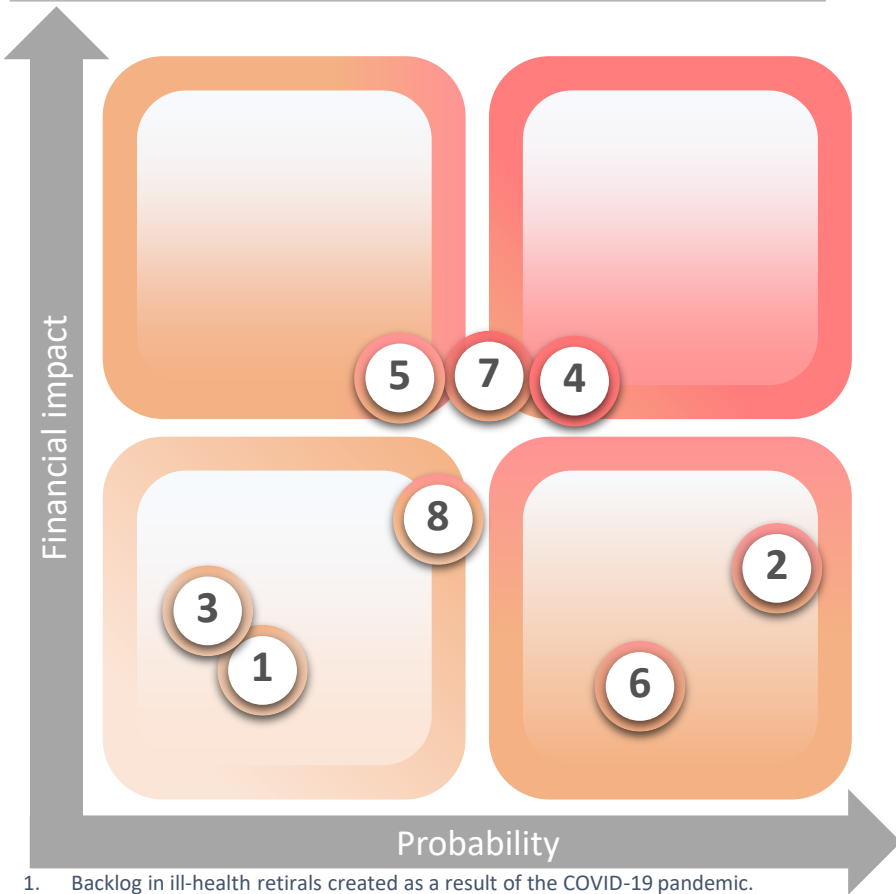 Financial impact
5
7
4
8
2
3
1
6
Probability
1. Backlog in ill-health retirals created as a result of the COVID-19 pandemic.